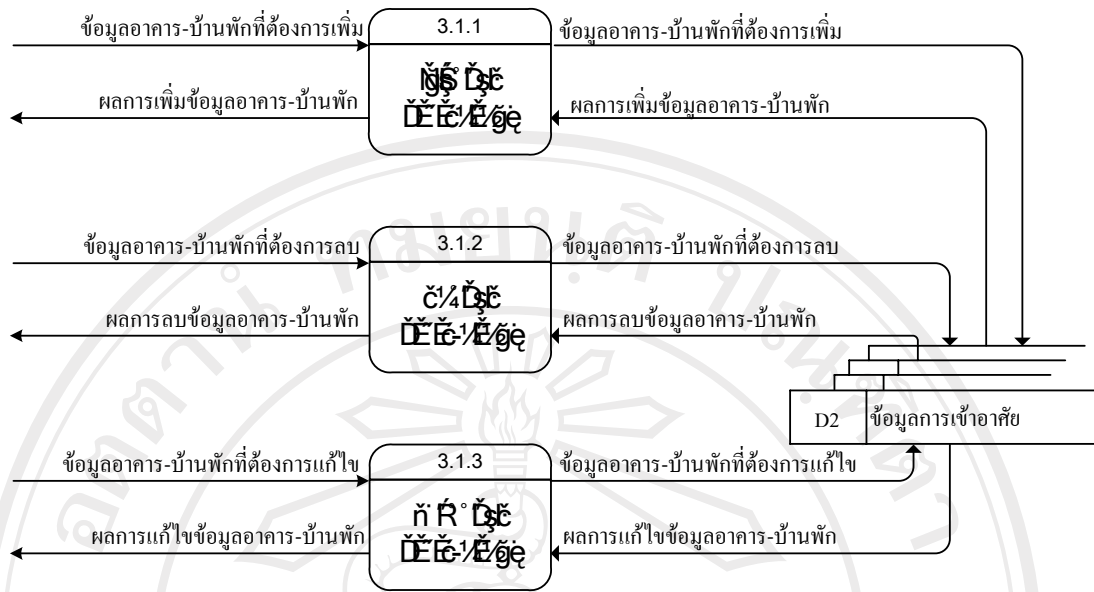 ข้อมูลอาคาร-บ้านพักที่ต้องการเพิ่ม
3.1.1
ข้อมูลอาคาร-บ้านพักที่ต้องการเพิ่ม
ผลการเพิ่มข้อมูลอาคาร-บ้านพัก
ผลการเพิ่มข้อมูลอาคาร-บ้านพัก
ข้อมูลอาคาร-บ้านพักที่ต้องการลบ
3.1.2
ข้อมูลอาคาร-บ้านพักที่ต้องการลบ
ผลการลบข้อมูลอาคาร-บ้านพัก
ผลการลบข้อมูลอาคาร-บ้านพัก
D2
ข้อมูลการเข้าอาศัย
ข้อมูลอาคาร-บ้านพักที่ต้องการแก้ไข
3.1.3
ข้อมูลอาคาร-บ้านพักที่ต้องการแก้ไข
ผลการแก้ไขข้อมูลอาคาร-บ้านพัก
ผลการแก้ไขข้อมูลอาคาร-บ้านพัก